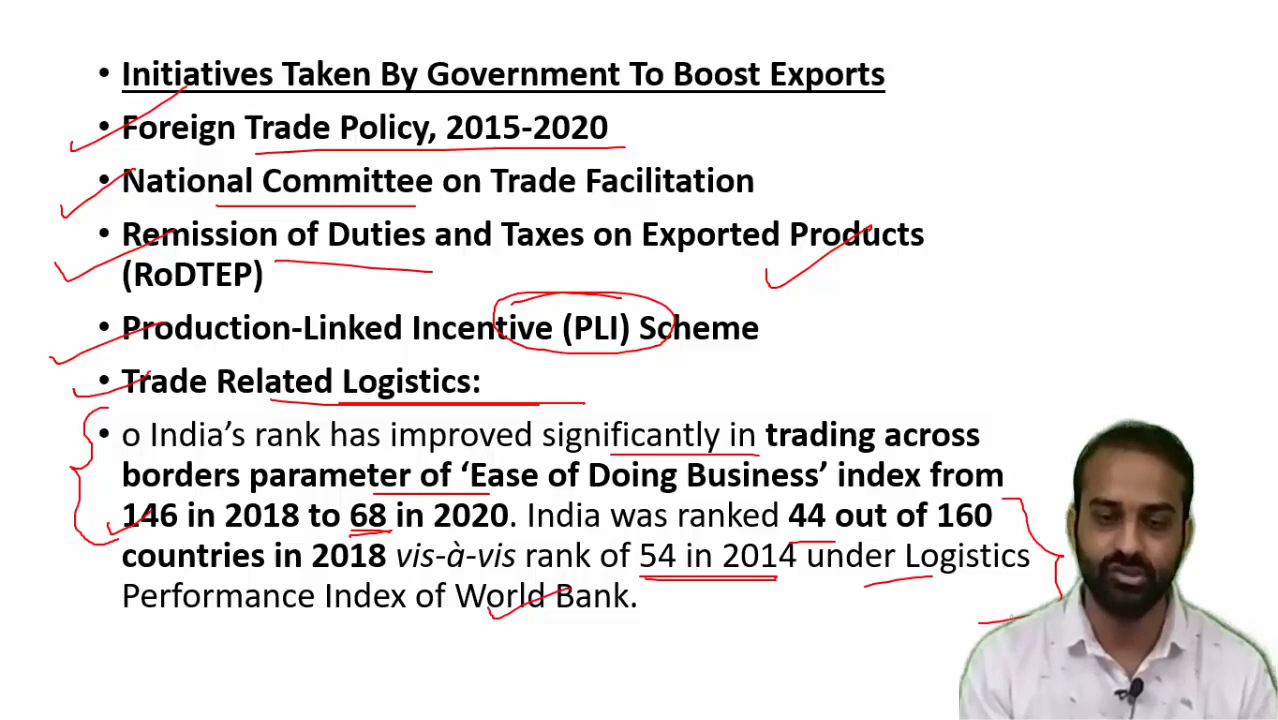 • Initiatives Taken By Government To Boost Exports
• Foreign Trade Policy, 2015-2020
• National Committee on Trade Facilitation
• Remission of Duties and Taxes on Exported Products
(RoDTEP)
• Production-Linked Incentive (PLI) Scheme
• Trade Related Logistics:
• o India’s rank has improved significantly in trading across
borders parameter of ‘Ease of Doing Business’ index from
146 in 2018 to 68 in 2020. India was ranked 44 out of 160
countries in 2018 vis-à-vis rank of 54 in 2014 under Logistics
Performance Index of World Bank.